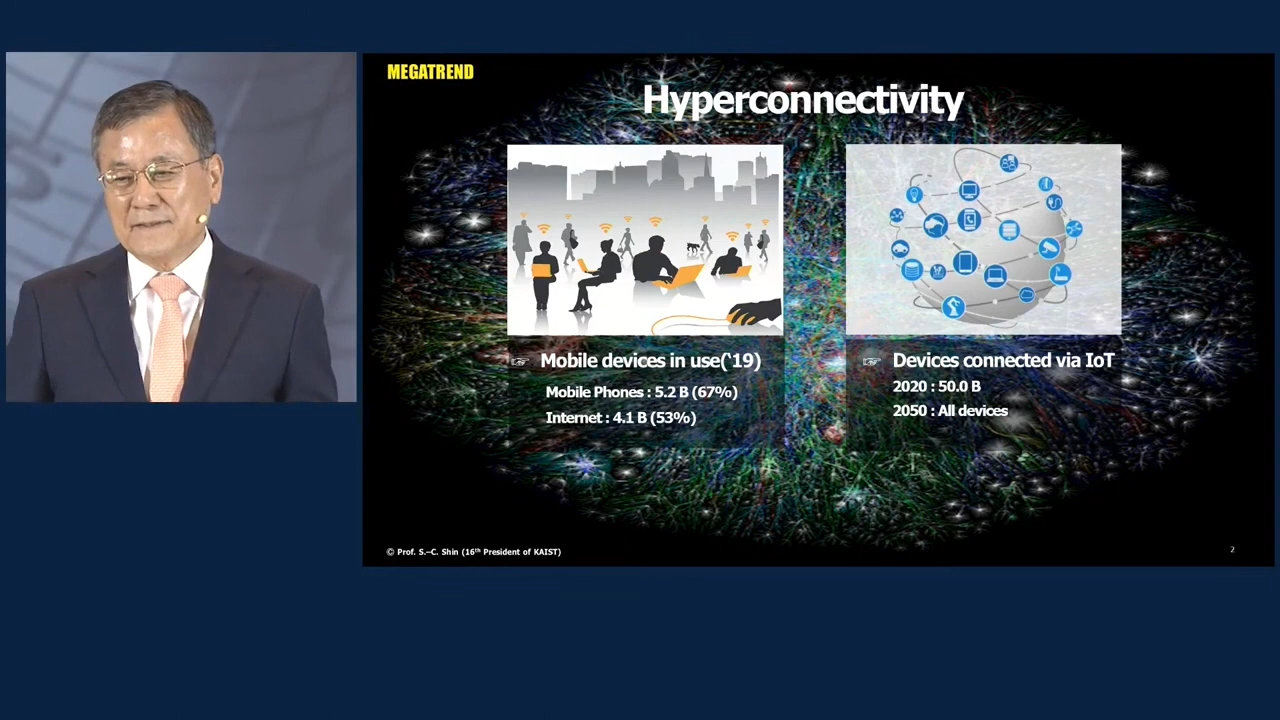 MEGATREND
Hyperconnectivity
☞ Mobile devices in use(‘19)
Mobile Phones : 5.2 B (67%)
Internet : 4.1 B (53%)
☞ Devices connected via IoT
2020 : 50.0 B
2050 : All devices
© Prof. S.–C. Shin (16th President of KAIST)
2